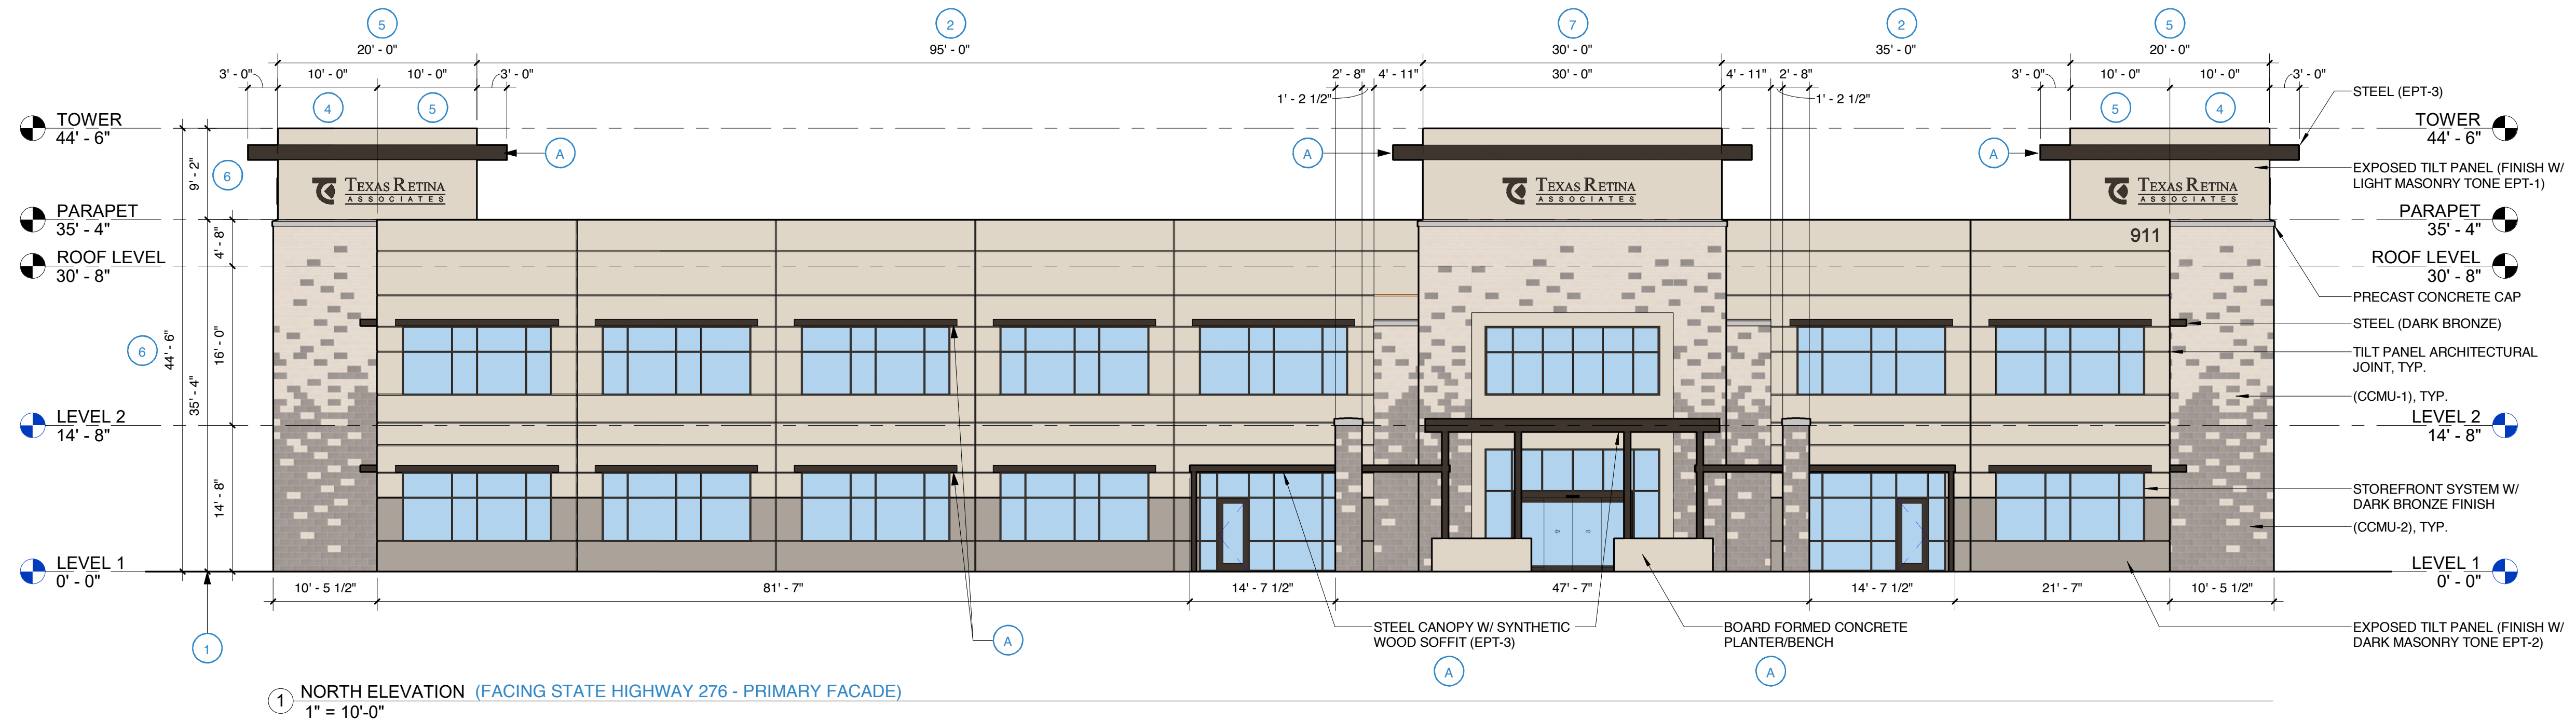 5
2
7
2
5
20' - 0"
95' - 0"
30' - 0"
35' - 0"
20' - 0"
3' - 0"
10' - 0"
10' - 0"
3' - 0"
2' - 8"
4' - 11"
30' - 0"
4' - 11"
2' - 8"
3' - 0"
10' - 0"
10' - 0"
3' - 0"
1' - 2 1/2"
1' - 2 1/2"
4
5
5
4
STEEL (EPT-3)
TOWER
44' - 6"
TOWER
44' - 6"
A
A
A
9' - 2"
6
EXPOSED TILT PANEL (FINISH W/
LIGHT MASONRY TONE EPT-1)
TEXAS RETINA
ASSOCIATES
TEXAS RETINA
ASSOCIATES
TEXAS RETINA
ASSOCIATES
PARAPET
35' - 4"
PARAPET
35' - 4"
911
4' - 8"
ROOF LEVEL
30' - 8"
ROOF LEVEL
30' - 8"
PRECAST CONCRETE CAP
STEEL (DARK BRONZE)
6
44' - 6"
35' - 4"
16' - 0"
TILT PANEL ARCHITECTURAL
JOINT, TYP.
(CCMU-1), TYP.
LEVEL 2
14' - 8"
LEVEL 2
14' - 8"
14' - 8"
STOREFRONT SYSTEM W/
DARK BRONZE FINISH
(CCMU-2), TYP.
LEVEL 1
0' - 0"
LEVEL 1
0' - 0"
10' - 5 1/2"
81' - 7"
14' - 7 1/2"
47' - 7"
14' - 7 1/2"
21' - 7"
10' - 5 1/2"
1
A
STEEL CANOPY W/ SYNTHETIC
WOOD SOFFIT (EPT-3)
BOARD FORMED CONCRETE
PLANTER/BENCH
EXPOSED TILT PANEL (FINISH W/
DARK MASONRY TONE EPT-2)
A
A
1 NORTH ELEVATION (FACING STATE HIGHWAY 276 - PRIMARY FACADE)
1" = 10'-0"